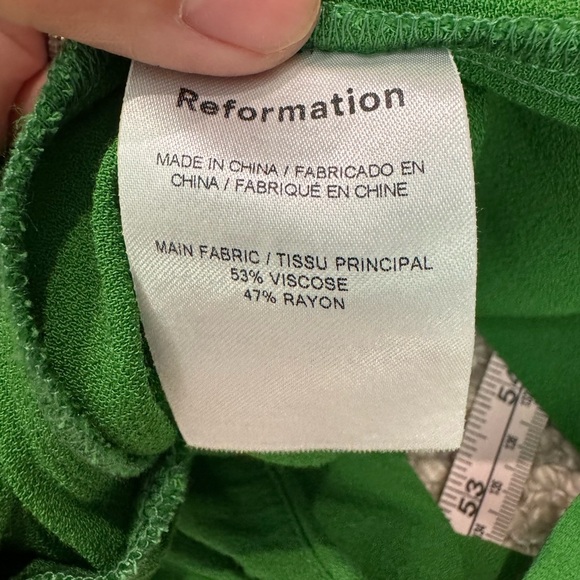 Reformation
MADE IN CHINA / FABRICADO EN
CHINA / FABRIQUÉ EN CHINE
MAIN FABRIC / TISSU PRINCIPAL
53% VISCOSE
47% RAYON
53